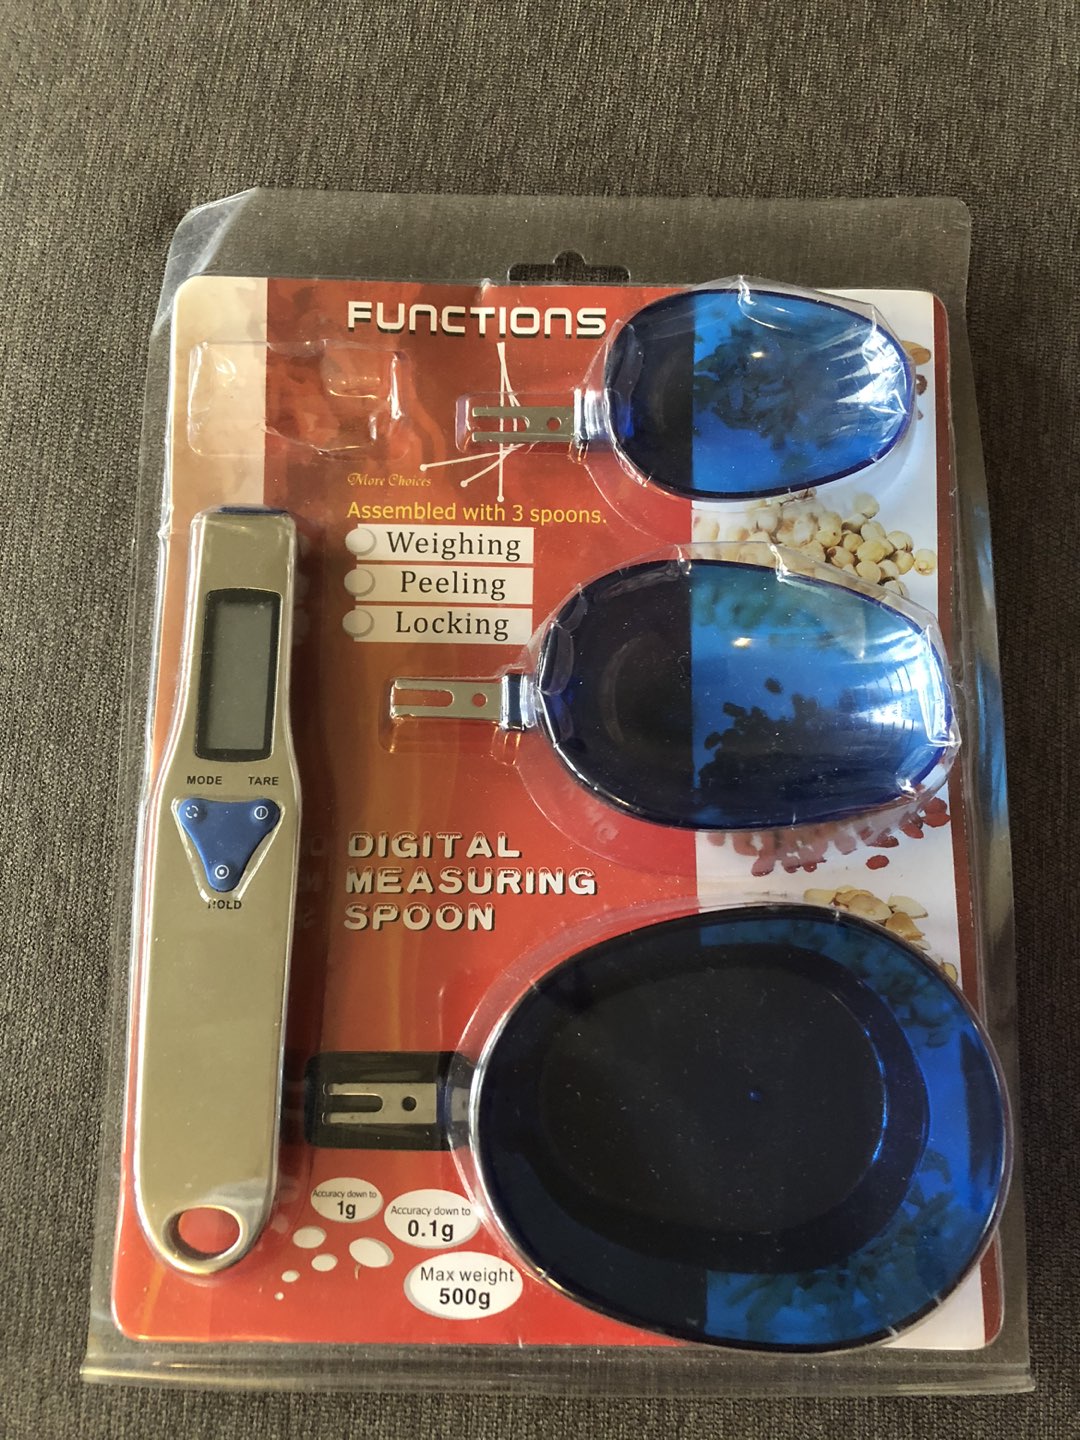 FUNCTIONS
More Choices
Assembled with 3 spoons.
Weighing
Peeling
Locking
MODE TARE
HOLD
DIGITAL
MEASURING
SPOON
Accuracy down to
1g
Accuracy down to
0.1g
Max weight
500g